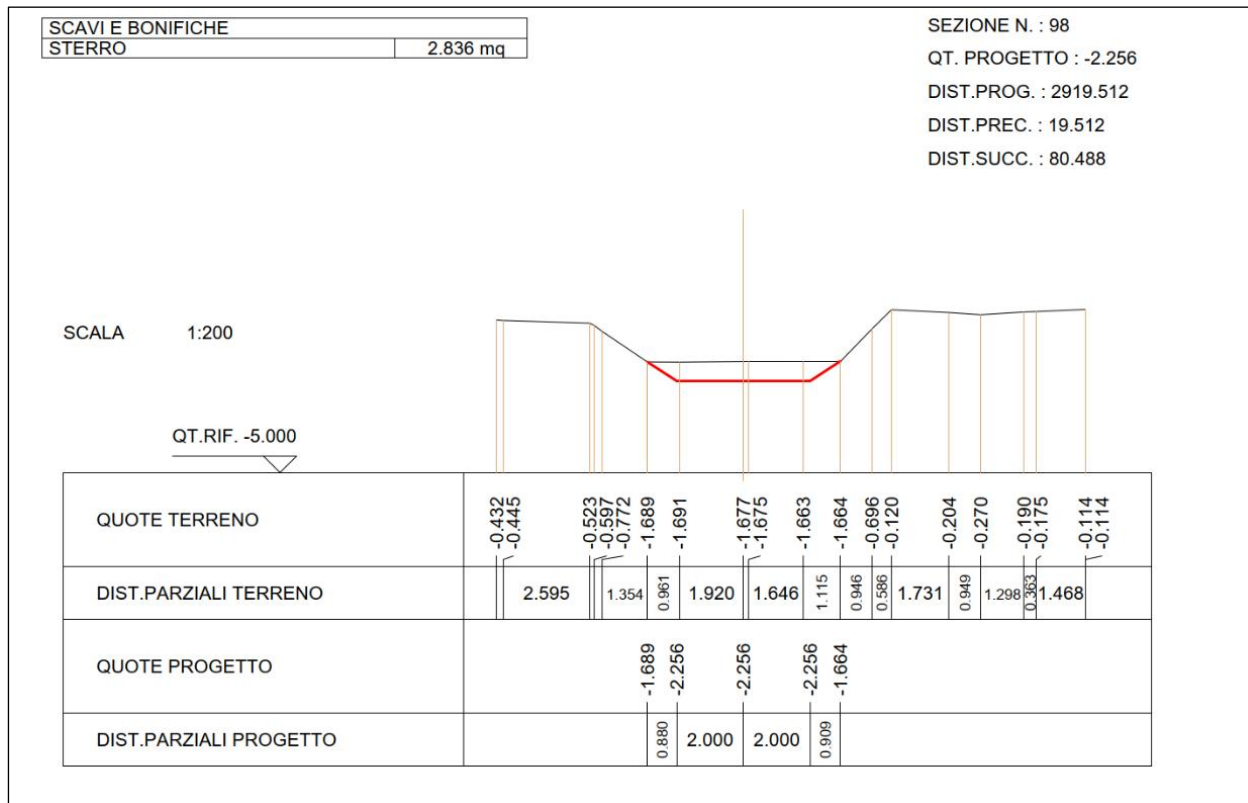 SCAVI E BONIFICHE
STERRO 2.836 mq
SEZIONE N. : 98
QT. PROGETTO : -2.256
DIST.PROG. : 2919.512
DIST.PREC. : 19.512
DIST.SUCC. : 80.488
SCALA 1:200
QT.RIF. -5.000
QUOTE TERRENO -0.432 -0.445 -0.523 -0.597 -0.772 -1.689 -1.691 -1.677 -1.675 -1.663 -1.664 -0.696 -0.120 -0.204 -0.270 -0.190 -0.175 -0.114 -0.114
DIST.PARZIALI TERRENO 2.595 1.354 0.961 1.920 1.646 1.115 0.946 0.586 1.731 0.949 1.298 0.363 1.468
QUOTE PROGETTO -1.689 -2.256 -2.256 -2.256 -1.664
DIST.PARZIALI PROGETTO 0.880 2.000 2.000 0.909